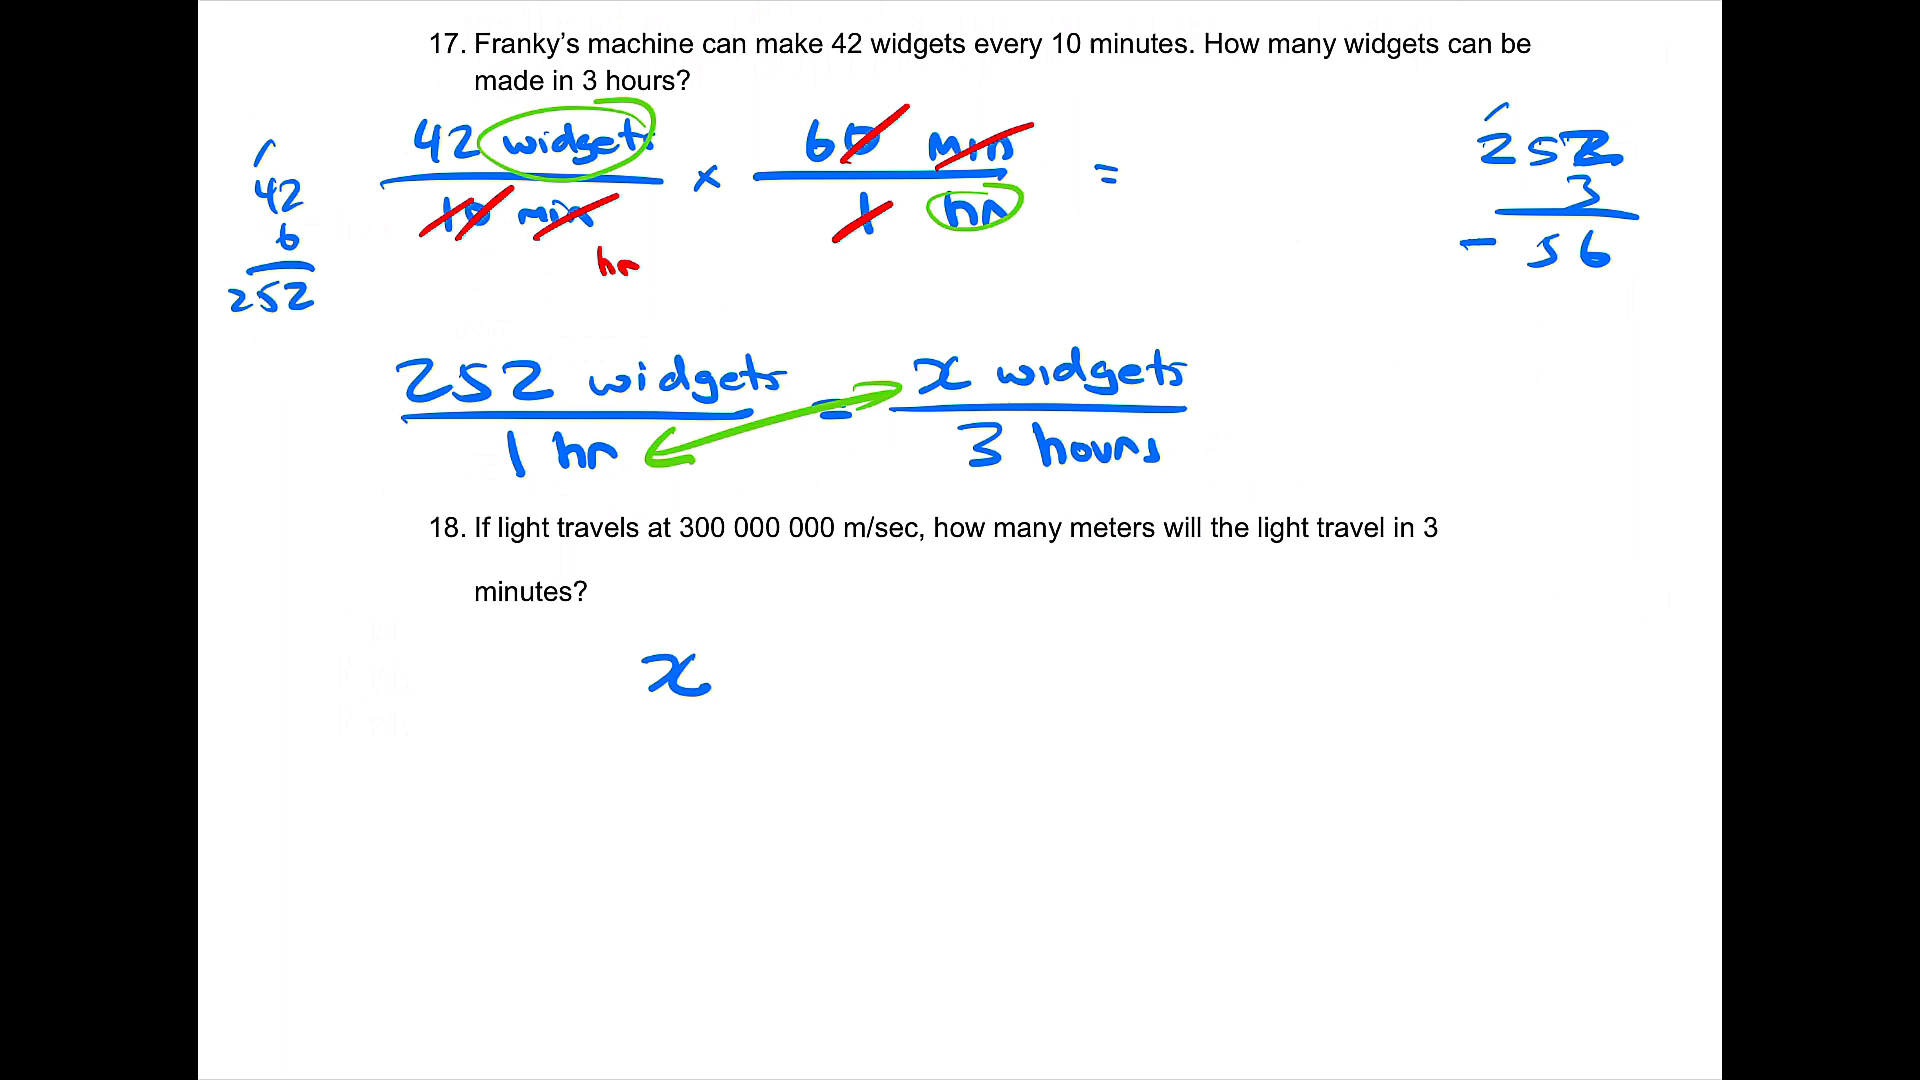 17. Franky's machine can make 42 widgets every 10 minutes. How many widgets can be
made in 3 hours?
42 widgets × 60 min =
10 min 1 hr
hr
42
6
252
252
3
- 56
252 widgets = x widgets
1 hr 3 hours
18. If light travels at 300 000 000 m/sec, how many meters will the light travel in 3
minutes?
x